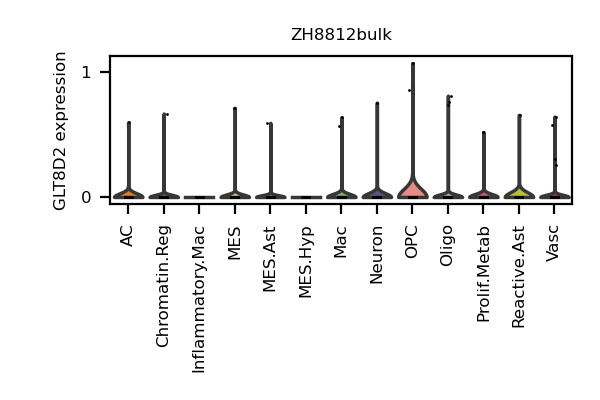 ZH8812bulk
GLT8D2 expression
1
0
AC
Chromatin.Reg
Inflammatory.Mac
MES
MES.Ast
MES.Hyp
Mac
Neuron
OPC
Oligo
Prolif.Metab
Reactive.Ast
Vasc